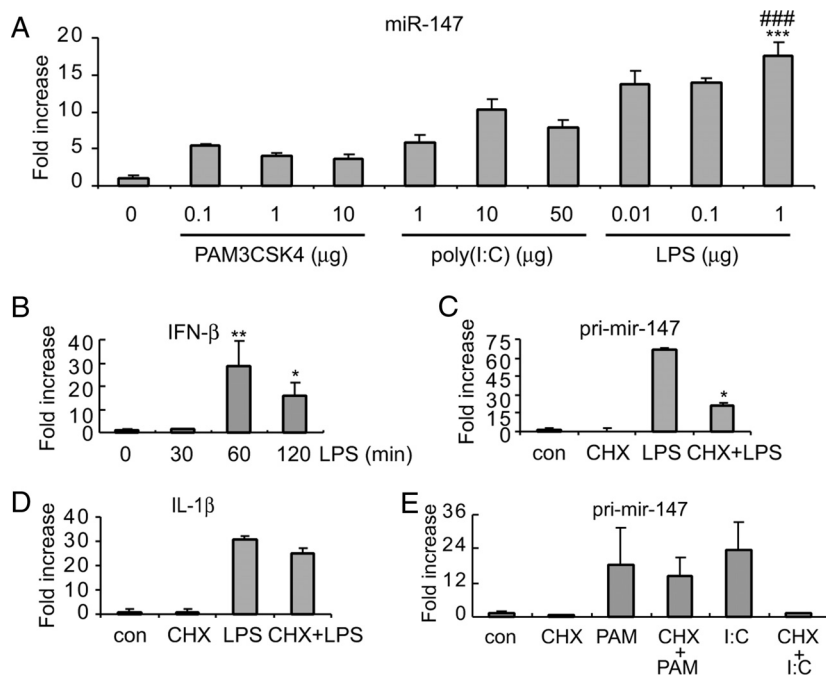 A
miR-147
###
***
Fold increase
20
15
10
5
0
0 0.1 1 10 1 10 50 0.01 0.1 1
PAM3CSK4 (μg) poly(I:C) (μg) LPS (μg)
B
IFN-β
Fold increase
40
30
20
10
0
**
*
0 30 60 120 LPS (min)
C
pri-mir-147
Fold increase
75
60
45
30
15
0
*
con CHX LPS CHX+LPS
D
IL-1β
Fold increase
40
30
20
10
0
con CHX LPS CHX+LPS
E
pri-mir-147
Fold increase
36
24
12
0
con CHX PAM CHX I:C CHX
+ +
PAM I:C